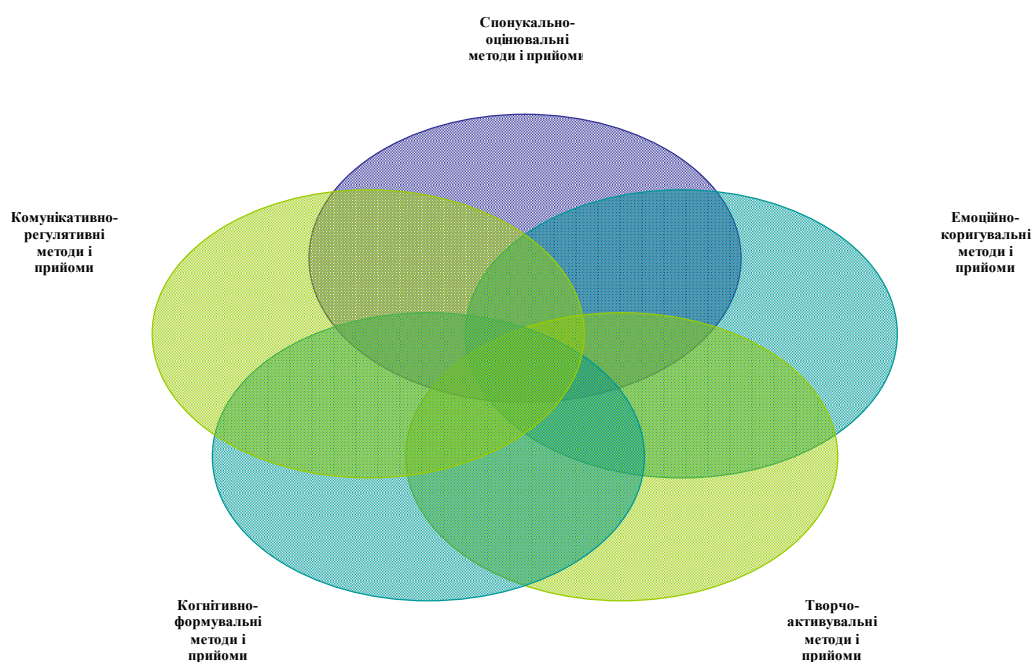 Спонукально-
оцінювальні
методи і прийоми
Комунікативно-
регулятивні
методи і
прийоми
Емоційно-
коригувальні
методи і
прийоми
Когнітивно-
формувальні
методи і
прийоми
Творчо-
активувальні
методи і
прийоми